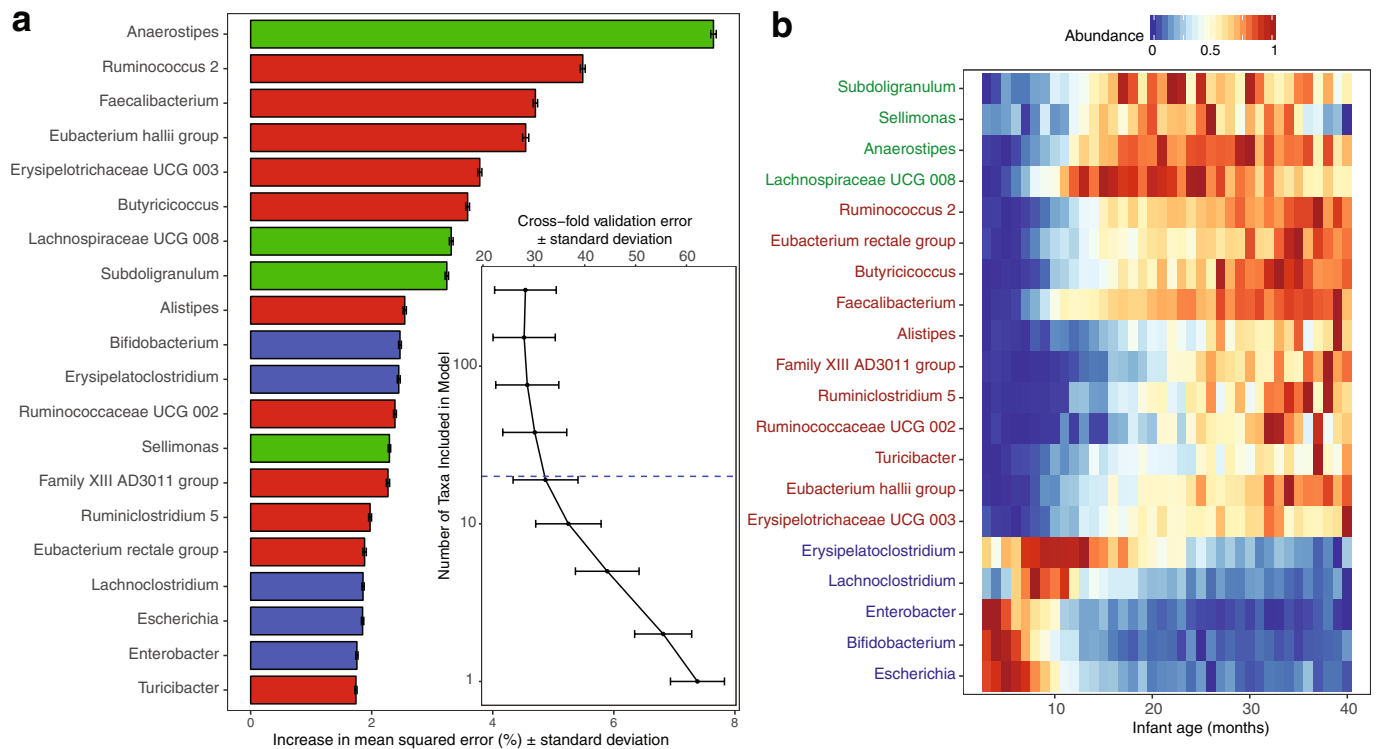 a
Anaerostipes
Ruminococcus 2
Faecalibacterium
Eubacterium hallii group
Erysipelotrichaceae UCG 003
Butyricicoccus
Lachnospiraceae UCG 008
Subdoligranulum
Alistipes
Bifidobacterium
Erysipelatoclostridium
Ruminococcaceae UCG 002
Sellimonas
Family XIII AD3011 group
Ruminiclostridium 5
Eubacterium rectale group
Lachnoclostridium
Escherichia
Enterobacter
Turicibacter
0 2 4 6 8
Increase in mean squared error (%) ± standard deviation
Cross−fold validation error
± standard deviation
20 30 40 50 60
Number of Taxa Included in Model
100
10
1
b
Abundance
0 0.5 1
Subdoligranulum
Sellimonas
Anaerostipes
Lachnospiraceae UCG 008
Ruminococcus 2
Eubacterium rectale group
Butyricicoccus
Faecalibacterium
Alistipes
Family XIII AD3011 group
Ruminiclostridium 5
Ruminococcaceae UCG 002
Turicibacter
Eubacterium hallii group
Erysipelotrichaceae UCG 003
Erysipelatoclostridium
Lachnoclostridium
Enterobacter
Bifidobacterium
Escherichia
10 20 30 40
Infant age (months)